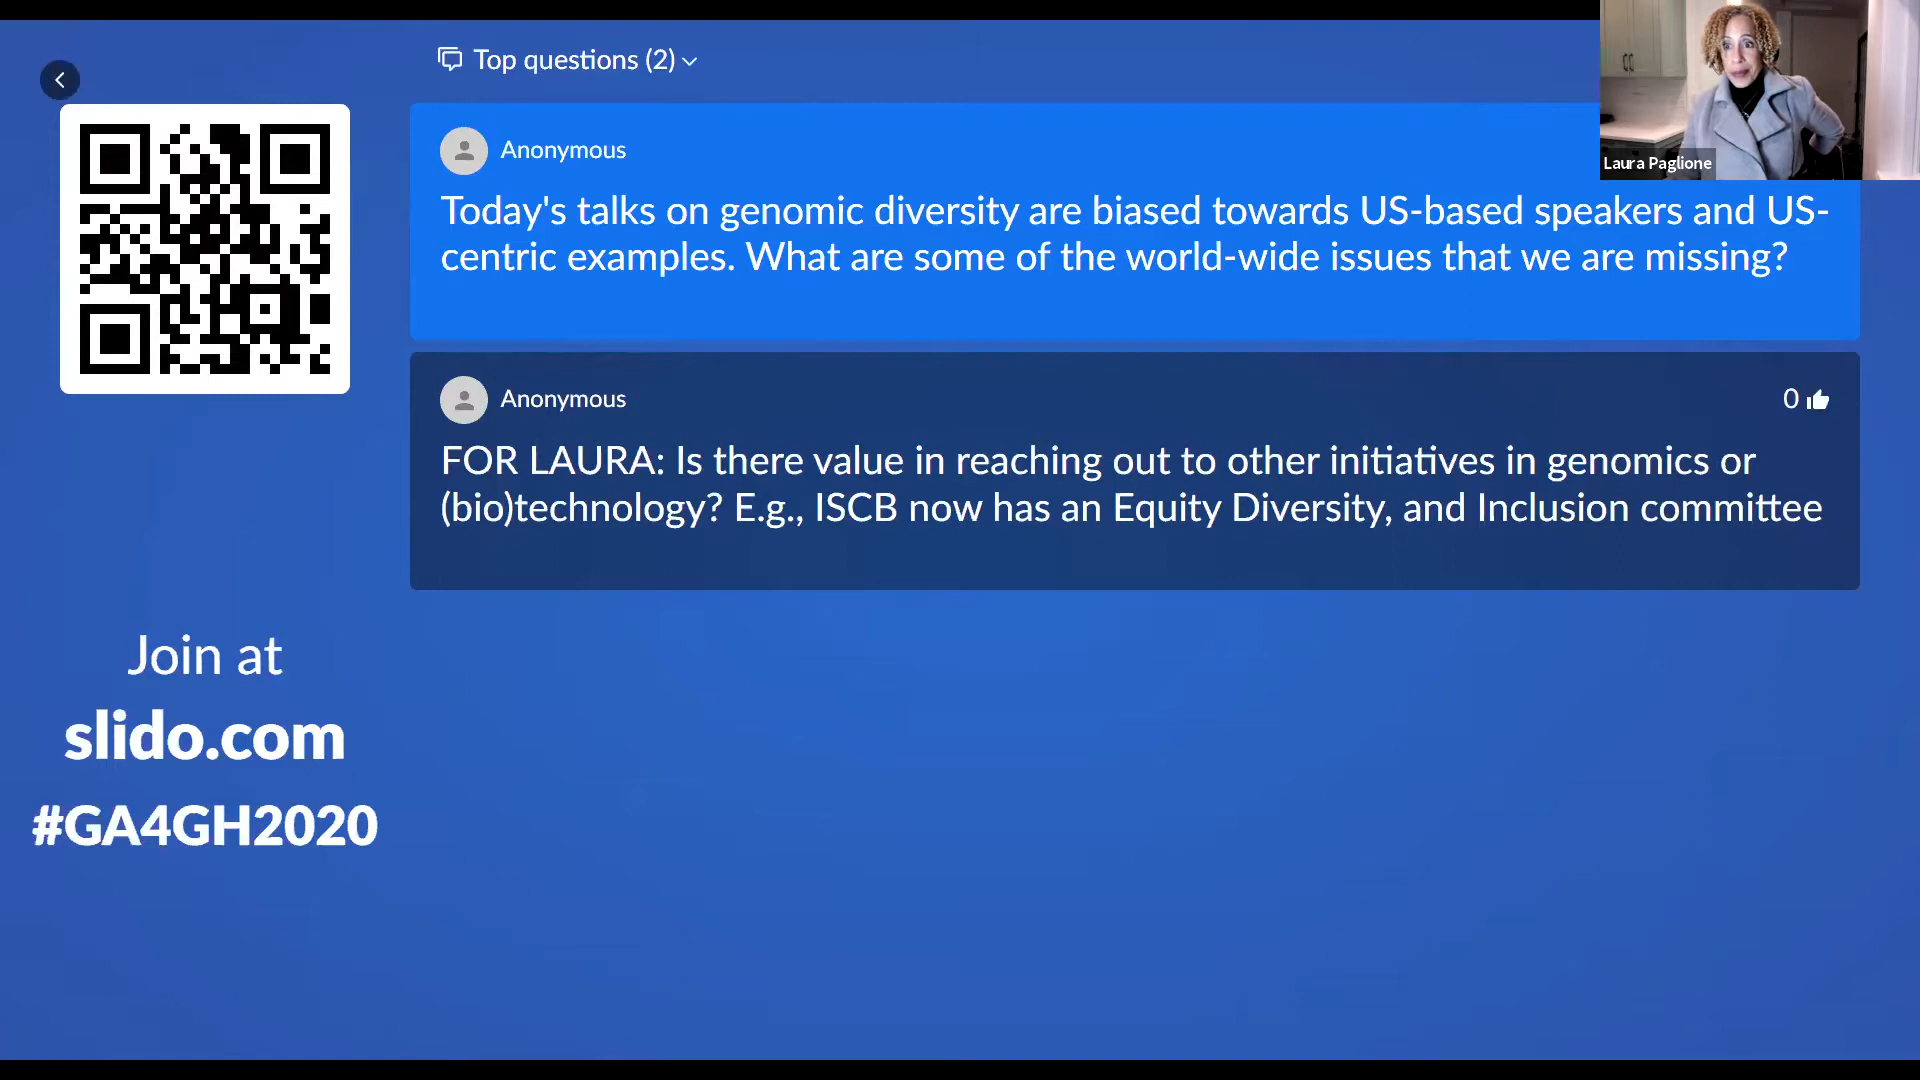 Top questions (2)
Anonymous
Laura Paglione
Today's talks on genomic diversity are biased towards US-based speakers and US-
centric examples. What are some of the world-wide issues that we are missing?
Anonymous
0
FOR LAURA: Is there value in reaching out to other initiatives in genomics or
(bio)technology? E.g., ISCB now has an Equity Diversity, and Inclusion committee
Join at
slido.com
#GA4GH2020